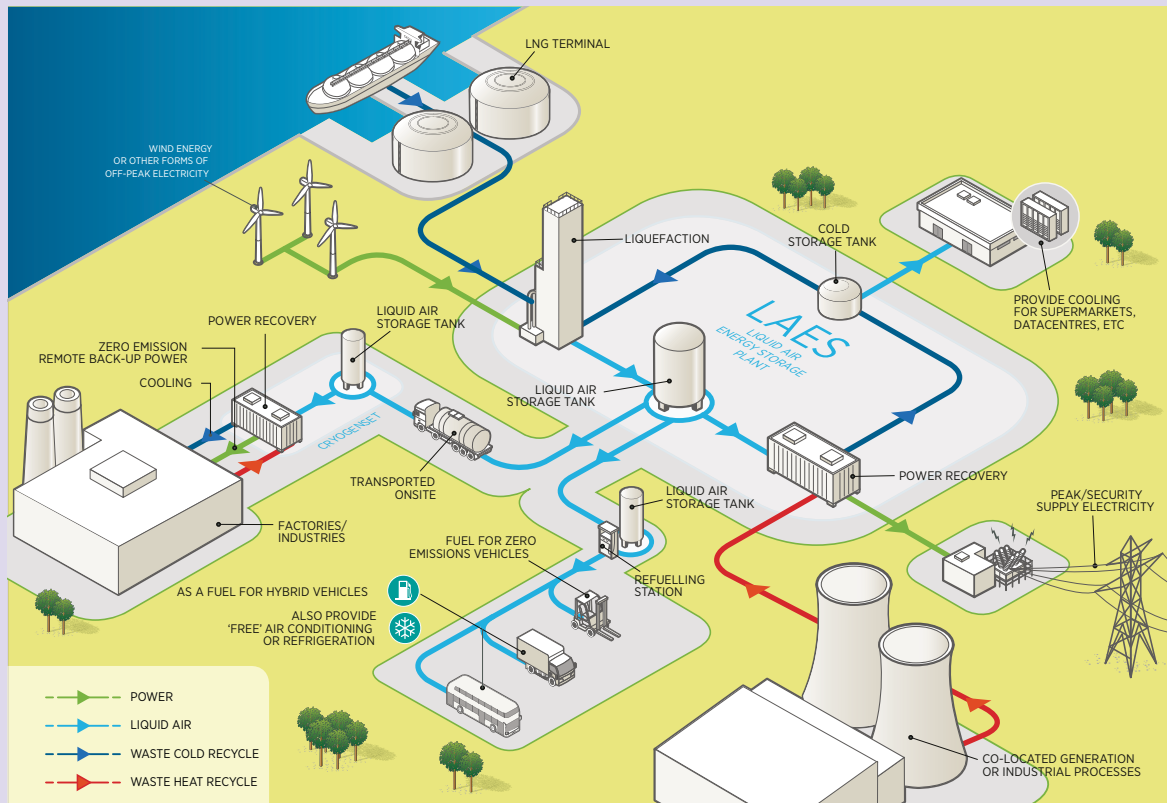 LNG TERMINAL
WIND ENERGY
OR OTHER FORMS OF
OFF-PEAK ELECTRICITY
LIQUEFACTION
COLD
STORAGE TANK
PROVIDE COOLING
FOR SUPERMARKETS,
DATACENTRES, ETC
LAES
LIQUID AIR
ENERGY STORAGE
PLANT
POWER RECOVERY
LIQUID AIR
STORAGE TANK
ZERO EMISSION
REMOTE BACK-UP POWER
COOLING
CRYOGENSET
LIQUID AIR
STORAGE TANK
TRANSPORTED
ONSITE
POWER RECOVERY
LIQUID AIR
STORAGE TANK
PEAK/SECURITY
SUPPLY ELECTRICITY
FACTORIES/
INDUSTRIES
FUEL FOR ZERO
EMISSIONS VEHICLES
REFUELLING
STATION
AS A FUEL FOR HYBRID VEHICLES
ALSO PROVIDE
'FREE' AIR CONDITIONING
OR REFRIGERATION
POWER
LIQUID AIR
WASTE COLD RECYCLE
WASTE HEAT RECYCLE
CO-LOCATED GENERATION
OR INDUSTRIAL PROCESSES